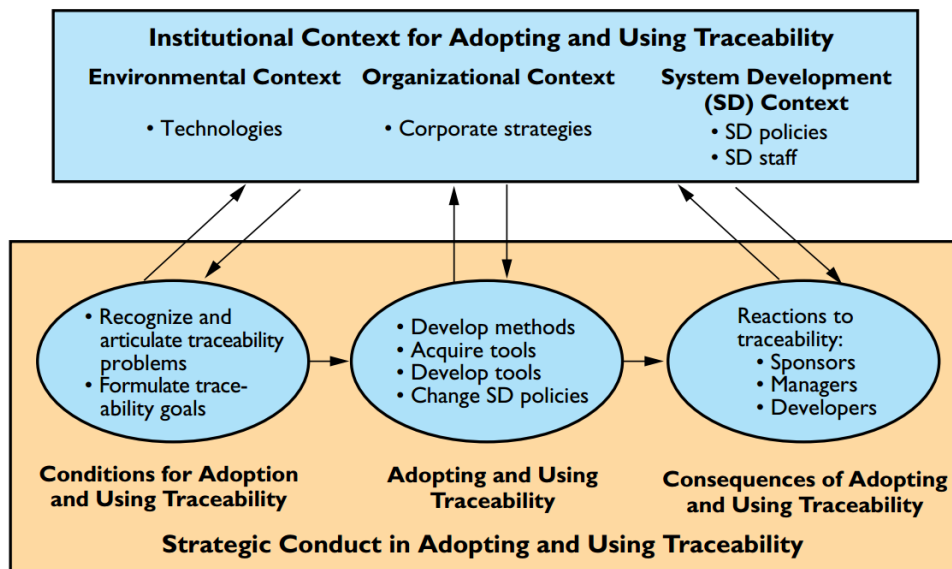 Institutional Context for Adopting and Using Traceability
Environmental Context
• Technologies
Organizational Context
• Corporate strategies
System Development
(SD) Context
• SD policies
• SD staff
• Recognize and
articulate traceability
problems
• Formulate trace-
ability goals
• Develop methods
• Acquire tools
• Develop tools
• Change SD policies
Reactions to
traceability:
• Sponsors
• Managers
• Developers
Conditions for Adoption
and Using Traceability
Adopting and Using
Traceability
Consequences of Adopting
and Using Traceability
Strategic Conduct in Adopting and Using Traceability